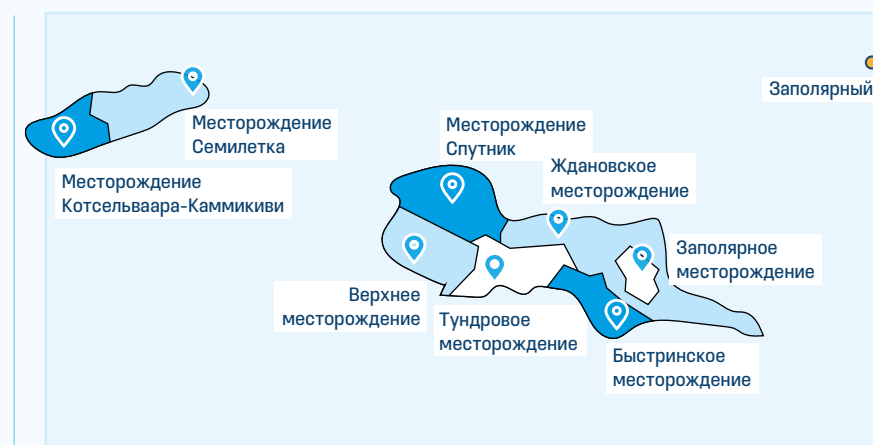 Заполярный
Месторождение
Семилетка
Месторождение
Котсельваара-Каммикиви
Месторождение
Спутник
Ждановское
месторождение
Заполярное
месторождение
Верхнее
месторождение
Тундровое
месторождение
Быстринское
месторождение